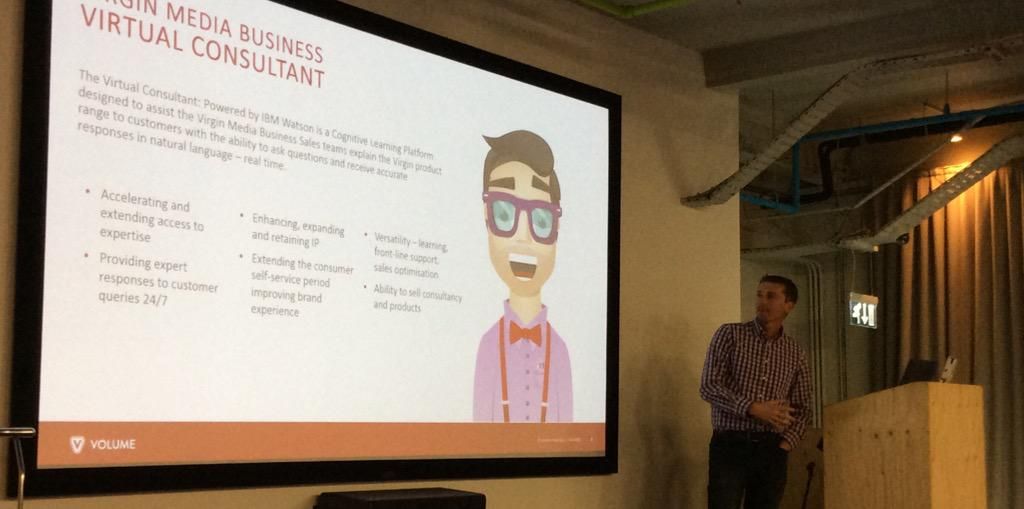 VIRGIN MEDIA BUSINESS
VIRTUAL CONSULTANT
The Virtual Consultant: Powered by IBM Watson is a Cognitive Learning Platform
designed to assist the Virgin Media Business Sales teams explain the Virgin product
range to customers with the ability to ask questions and receive accurate
responses in natural language – real time.
• Accelerating and
extending access to
expertise
• Providing expert
responses to customer
queries 24/7
• Enhancing, expanding
and retaining IP
• Extending the consumer
self-service period
improving brand
experience
• Versatility – learning,
front-line support,
sales optimisation
• Ability to sell consultancy
and products
VOLUME